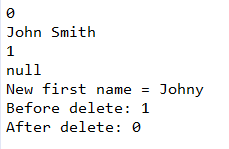 0
John Smith
1
null
New first name = Johny
Before delete: 1
After delete: 0